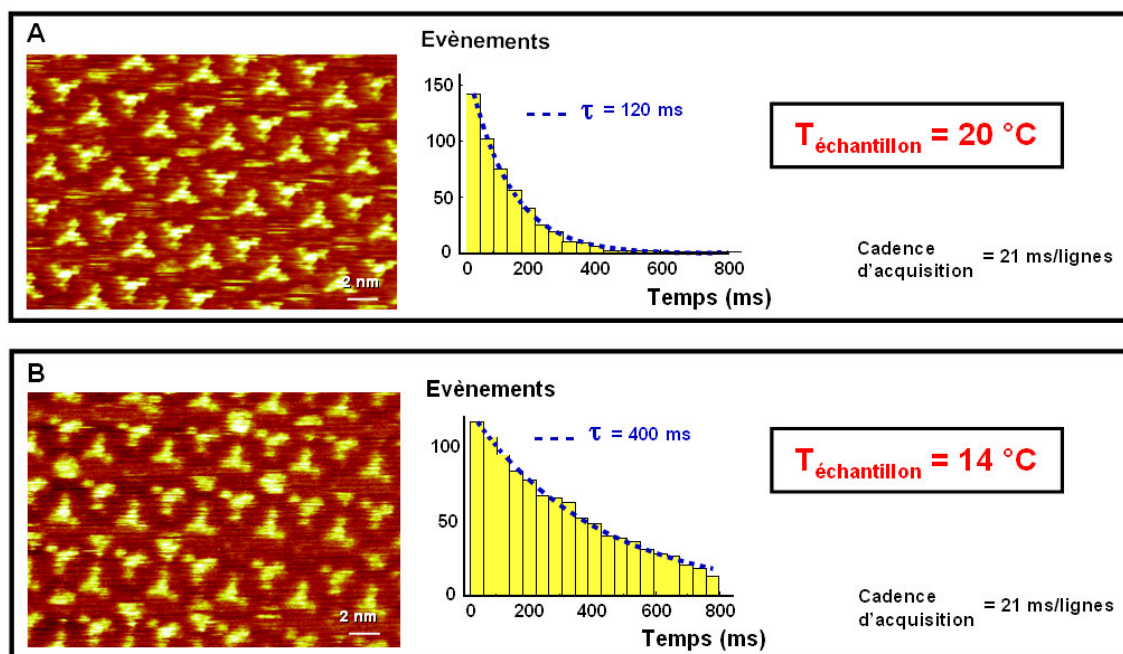 A
Evènements
150
100
50
0
τ = 120 ms
0 200 400 600 800
Temps (ms)
2 nm
Téchantillon = 20 °C
Cadence
d'acquisition = 21 ms/lignes
B
Evènements
100
50
0
τ = 400 ms
0 200 400 600 800
Temps (ms)
2 nm
Téchantillon = 14 °C
Cadence
d'acquisition = 21 ms/lignes